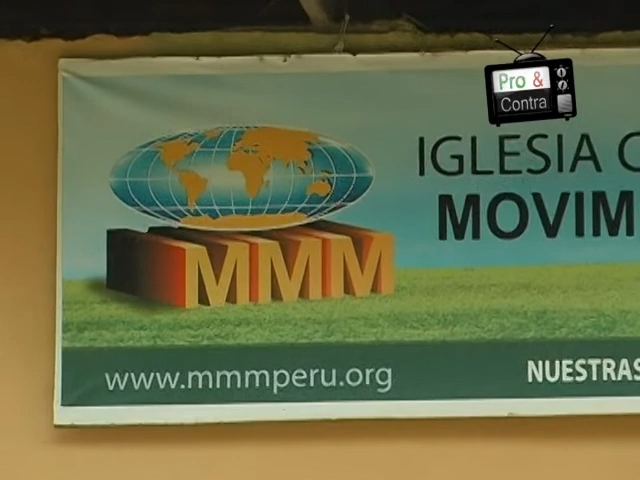 Pro &
Contra
IGLESIA C
MOVIM
MMM
www.mmmperu.org
NUESTRAS